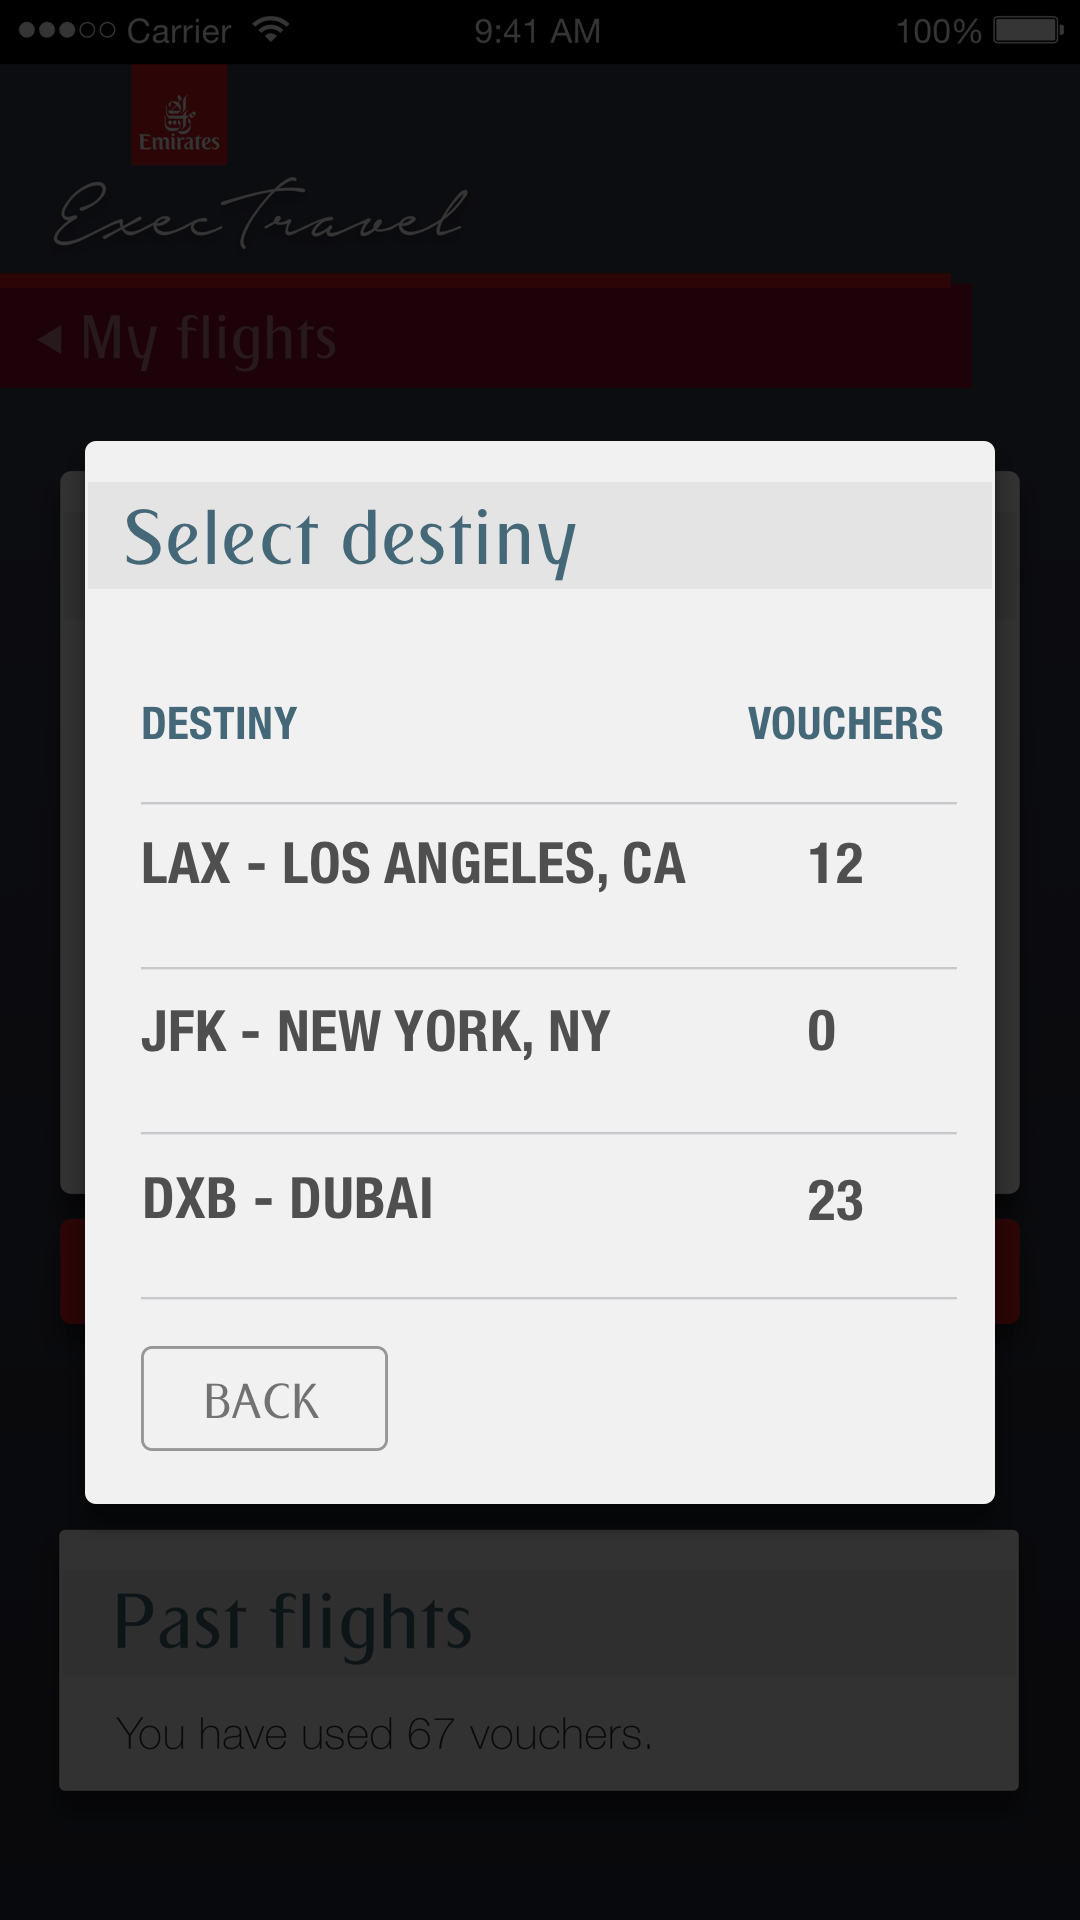 Carrier 9:41 AM 100%
Emirates
ExecTravel
My flights
Select destiny
DESTINY VOUCHERS
LAX - LOS ANGELES, CA 12
JFK - NEW YORK, NY 0
DXB - DUBAI 23
BACK
Past flights
You have used 67 vouchers.